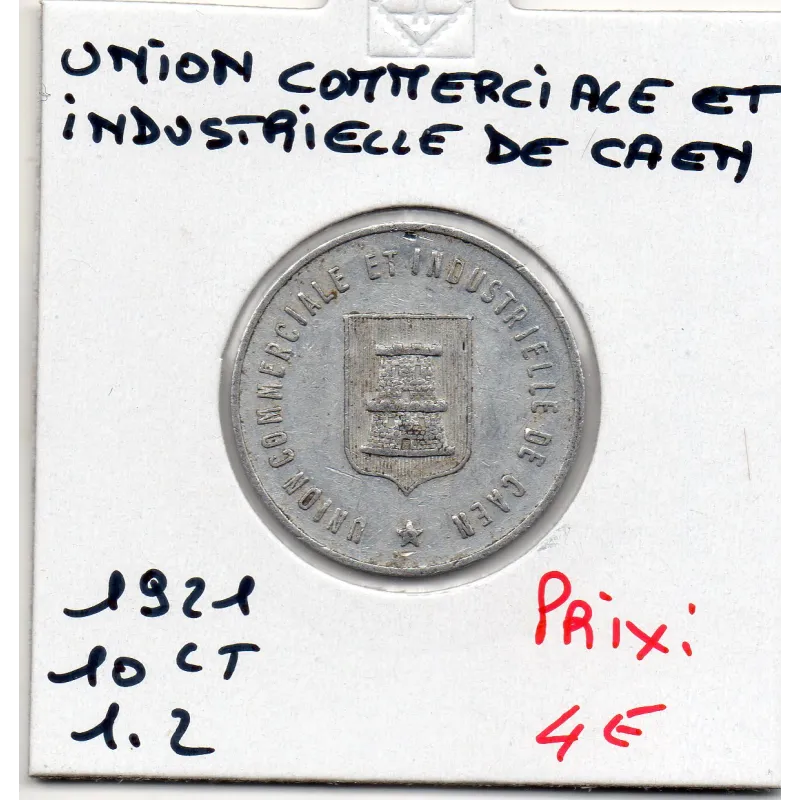 UNION COMMERCIALE ET
INDUSTRIELLE DE CAEN
UNION COMMERCIALE ET INDUSTRIELLE DE CAEN
1921
10 CT
1.2
PRIX:
4E